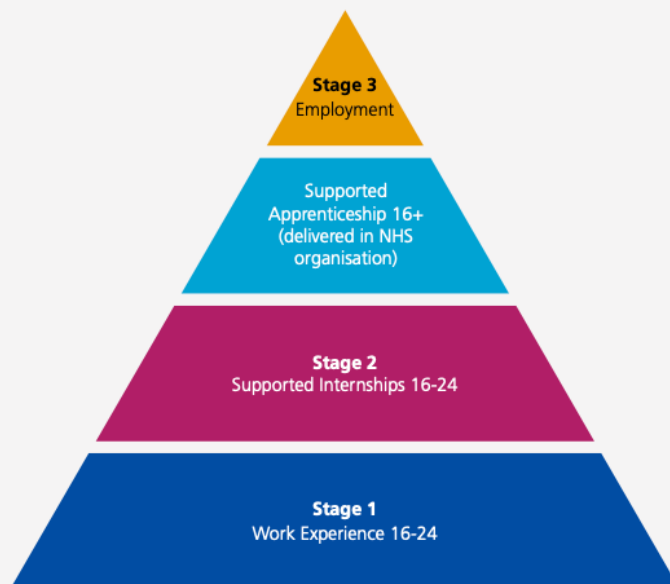 Stage 3
Employment
Supported
Apprenticeship 16+
(delivered in NHS
organisation)
Stage 2
Supported Internships 16-24
Stage 1
Work Experience 16-24